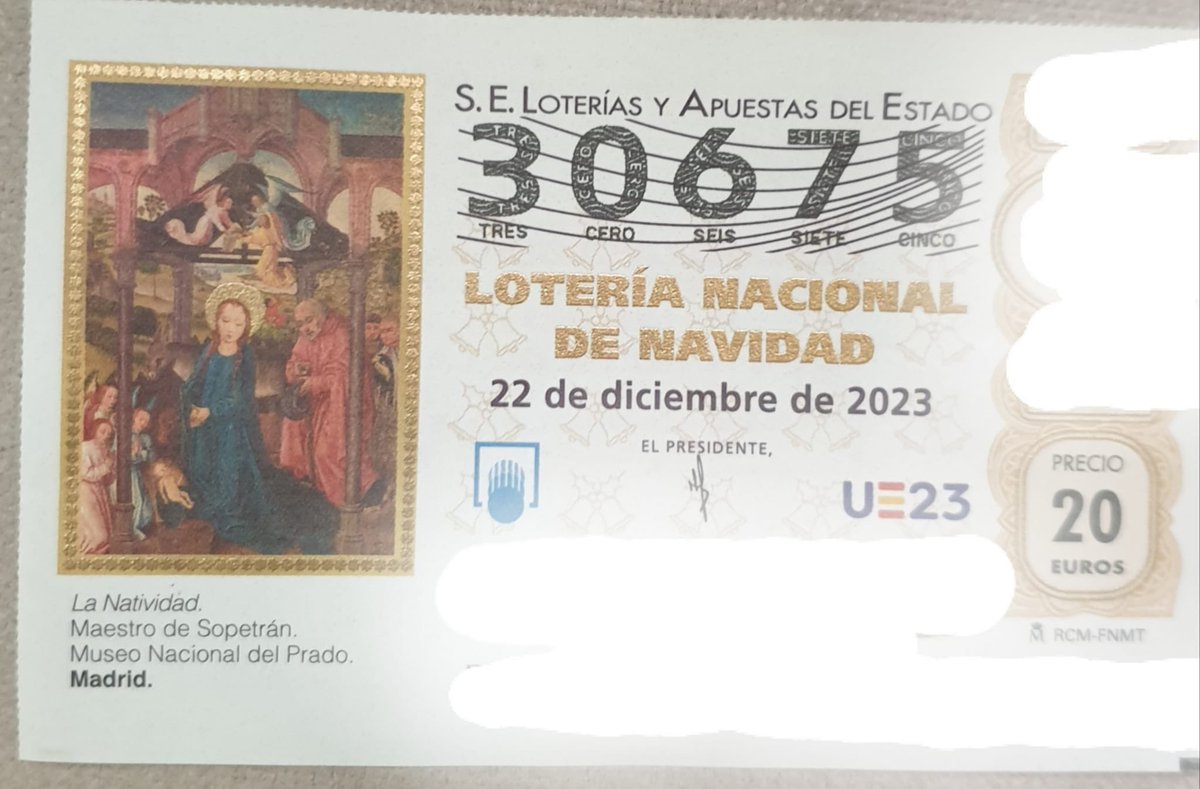 S. E. LOTERÍAS Y APUESTAS DEL ESTADO
30675
TRES CERO SEIS SIETE CINCO
LOTERÍA NACIONAL
DE NAVIDAD
22 de diciembre de 2023
EL PRESIDENTE,
UE23
PRECIO
20
EUROS
RCM-FNMT
La Natividad.
Maestro de Sopetrán.
Museo Nacional del Prado.
Madrid.